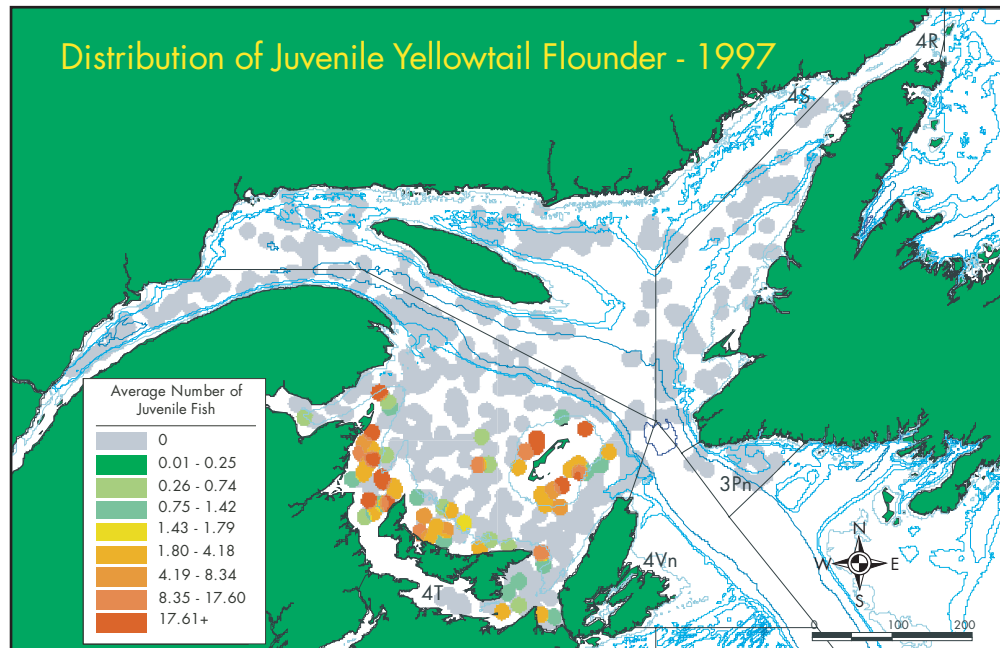 Distribution of Juvenile Yellowtail Flounder - 1997
4R
4S
Average Number of
Juvenile Fish
0
0.01 - 0.25
0.26 - 0.74
0.75 - 1.42
1.43 - 1.79
1.80 - 4.18
4.19 - 8.34
8.35 - 17.60
17.61+
3Pn
4Vn
4T
N
W E
S
0 100 200